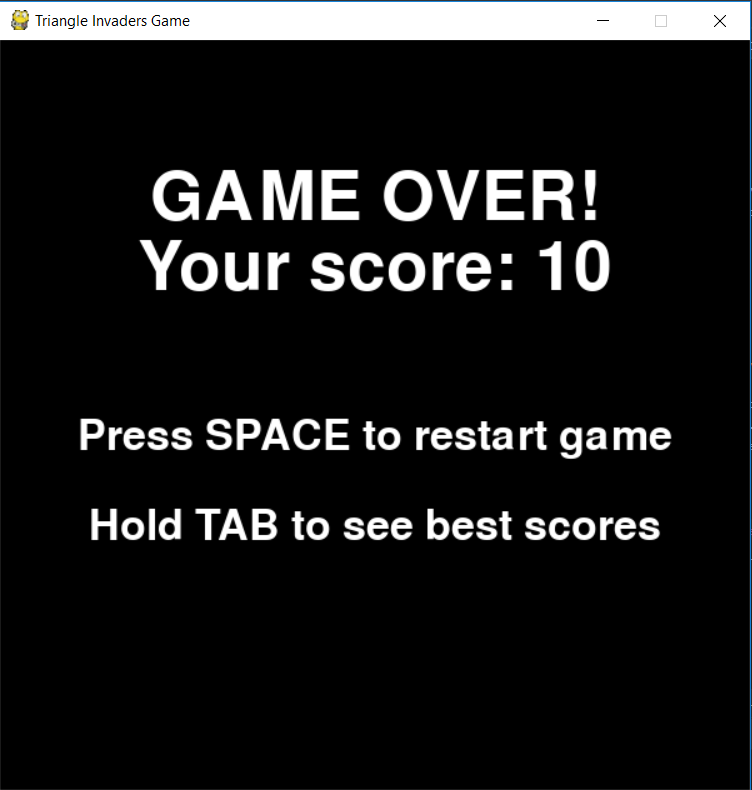 Triangle Invaders Game
GAME OVER!
Your score: 10
Press SPACE to restart game
Hold TAB to see best scores